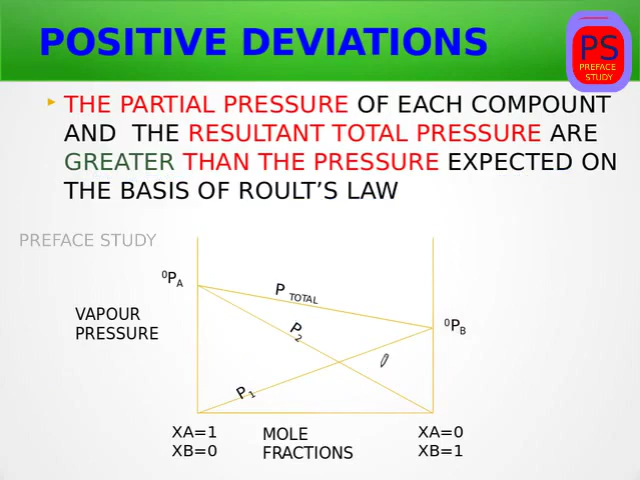 POSITIVE DEVIATIONS
PS
PREFACE
STUDY
THE PARTIAL PRESSURE OF EACH COMPOUNT
AND THE RESULTANT TOTAL PRESSURE ARE
GREATER THAN THE PRESSURE EXPECTED ON
THE BASIS OF ROULT’S LAW
PREFACE STUDY
⁰PA
P TOTAL
VAPOUR
PRESSURE
P2
⁰PB
P1
XA=1
XB=0
MOLE
FRACTIONS
XA=0
XB=1